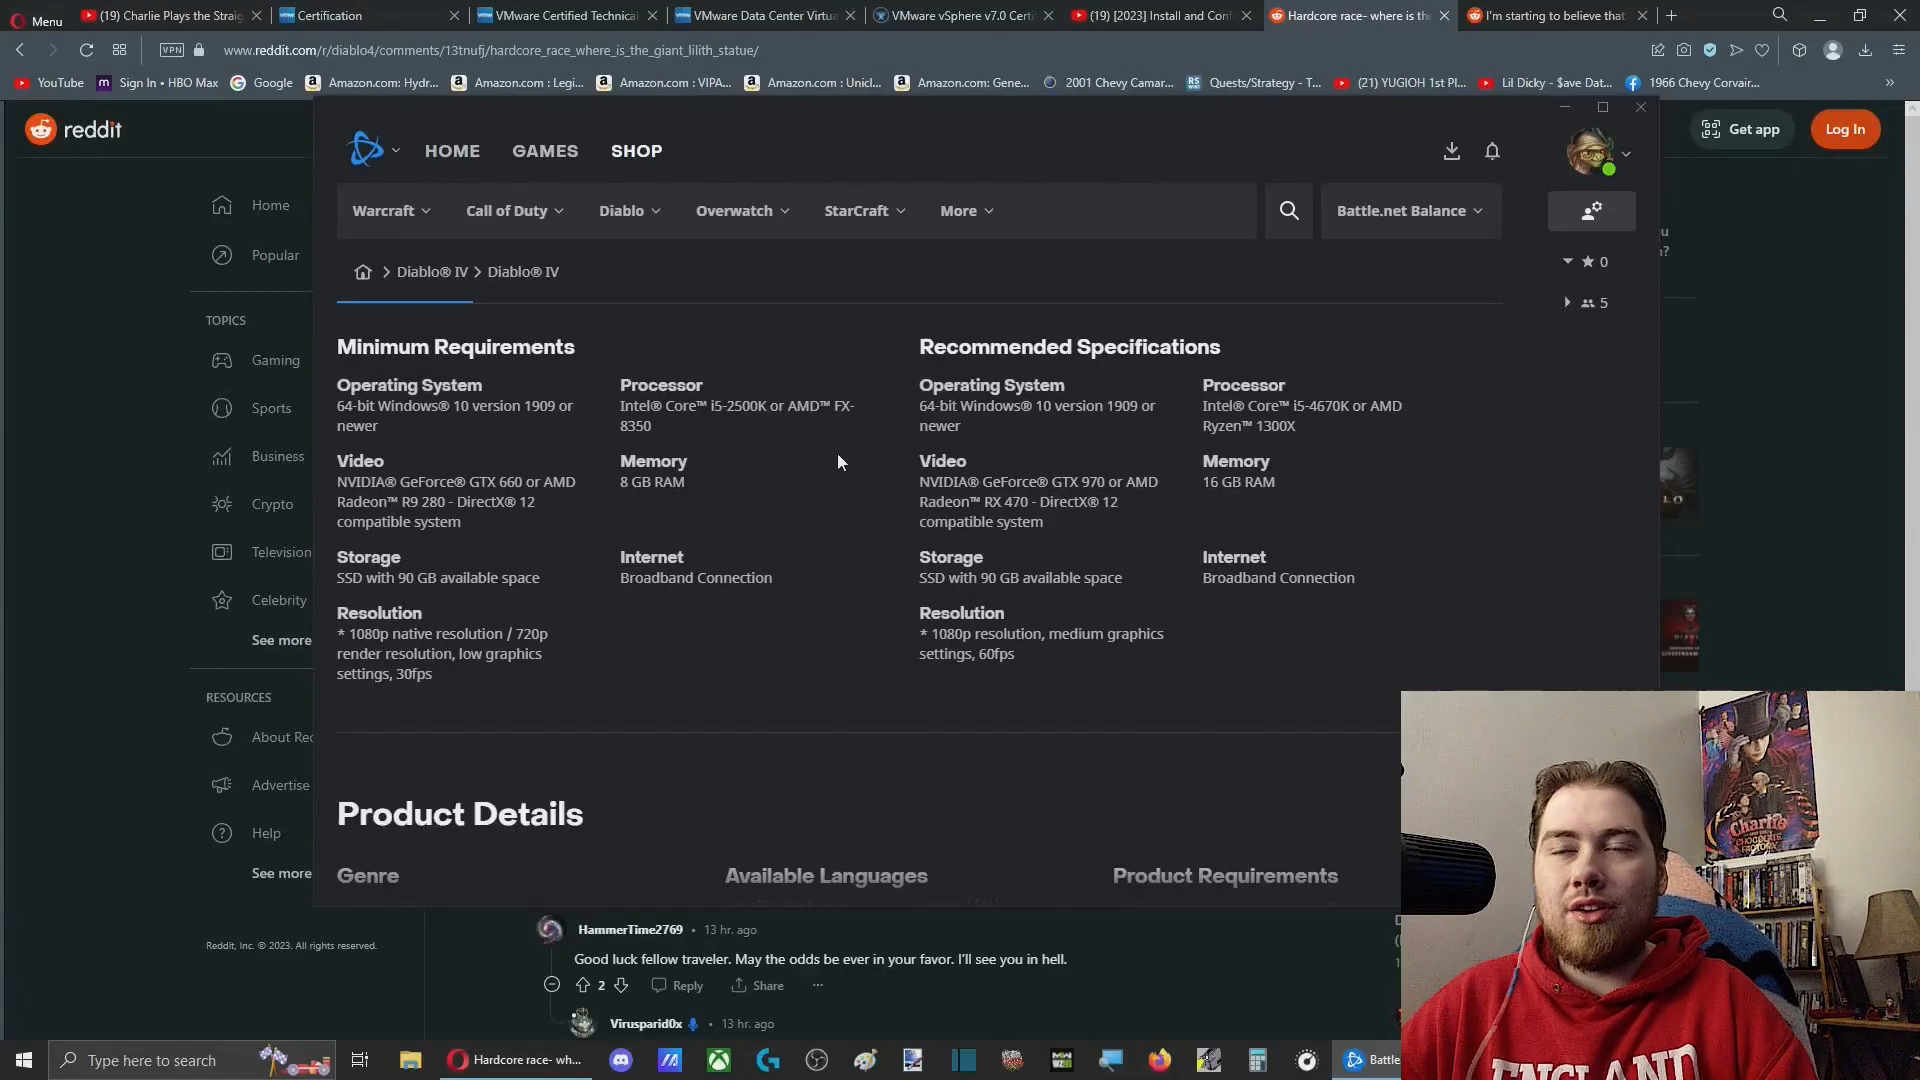 Menu
(19) Charlie Plays the Straig
Certification
VMware Certified Technical
VMware Data Center Virtua
VMware vSphere v7.0 Certi
(19) [2023] Install and Conf
Hardcore race- where is the
I'm starting to believe that
VPN
www.reddit.com/r/diablo4/comments/13tnufj/hardcore_race_where_is_the_giant_lilith_statue/
YouTube
Sign In • HBO Max
Google
Amazon.com: Hydr...
Amazon.com : Legi...
Amazon.com : VIPA...
Amazon.com : Unicl...
Amazon.com: Gene...
2001 Chevy Camar...
Quests/Strategy - T...
(21) YUGIOH 1st Pl...
Lil Dicky - $ave Dat...
1966 Chevy Corvair...
reddit
Get app
Log In
HOME
GAMES
SHOP
Home
Popular
TOPICS
Gaming
Sports
Business
Crypto
Television
Celebrity
See more
RESOURCES
About Rec
Advertise
Help
See more
Reddit, Inc. © 2023. All rights reserved.
Warcraft
Call of Duty
Diablo
Overwatch
StarCraft
More
Battle.net Balance
Diablo® IV
Diablo® IV
0
5
Minimum Requirements
Operating System
64-bit Windows® 10 version 1909 or
newer
Processor
Intel® Core™ i5-2500K or AMD™ FX-
8350
Video
NVIDIA® GeForce® GTX 660 or AMD
Radeon™ R9 280 - DirectX® 12
compatible system
Memory
8 GB RAM
Storage
SSD with 90 GB available space
Internet
Broadband Connection
Resolution
* 1080p native resolution / 720p
render resolution, low graphics
settings, 30fps
Recommended Specifications
Operating System
64-bit Windows® 10 version 1909 or
newer
Processor
Intel® Core™ i5-4670K or AMD
Ryzen™ 1300X
Video
NVIDIA® GeForce® GTX 970 or AMD
Radeon™ RX 470 - DirectX® 12
compatible system
Memory
16 GB RAM
Storage
SSD with 90 GB available space
Internet
Broadband Connection
Resolution
* 1080p resolution, medium graphics
settings, 60fps
Product Details
Genre
Available Languages
Product Requirements
HammerTime2769 • 13 hr. ago
Good luck fellow traveler. May the odds be ever in your favor. I'll see you in hell.
2
Reply
Share
Virusparid0x • 13 hr. ago
Charlie
CHOCOLATE
FACTORY
ENGLAND
Type here to search
Hardcore race- wh...
Battle